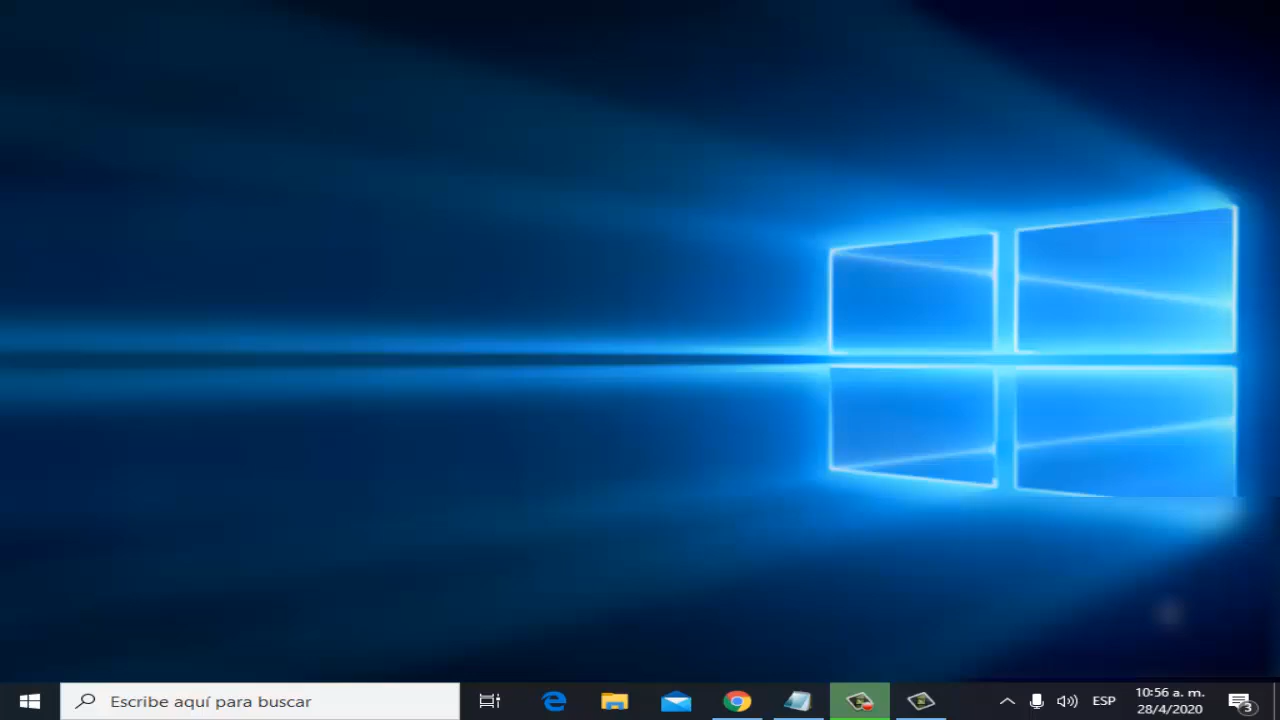 Escribe aquí para buscar
ESP
10:56 a. m.
28/4/2020
3